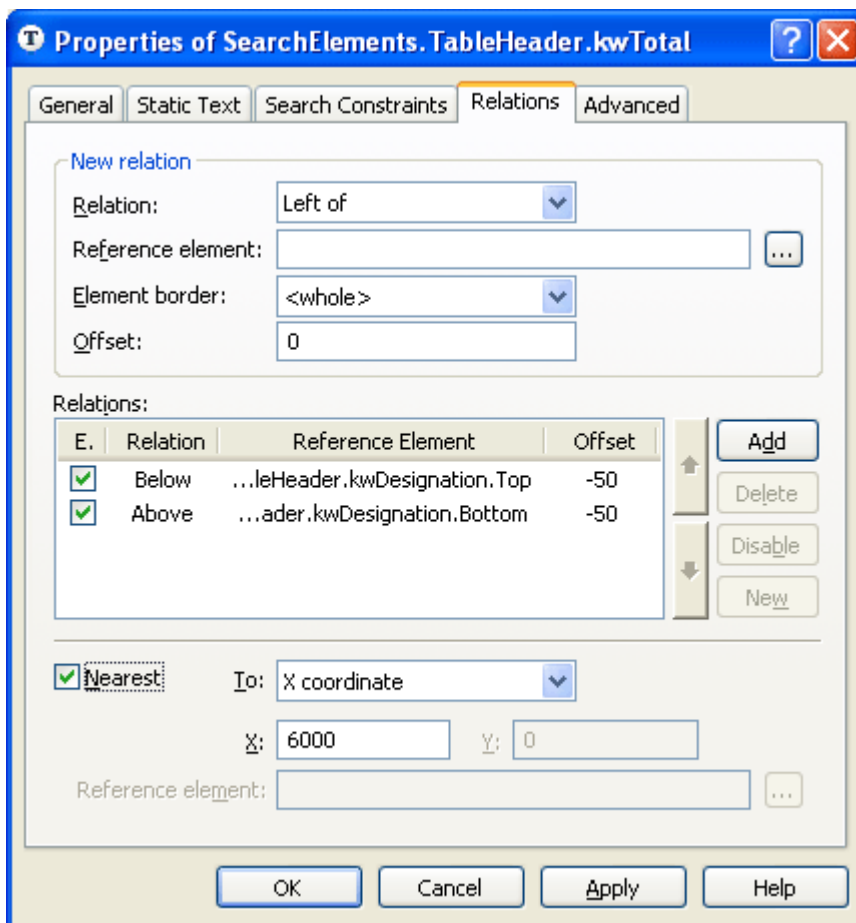 T Properties of SearchElements.TableHeader.kwTotal ?
General Static Text Search Constraints Relations Advanced
New relation
Relation: Left of
Reference element: ...
Element border: <whole>
Offset: 0
Relations:
E. Relation Reference Element Offset
Below ...leHeader.kwDesignation.Top -50
Above ...ader.kwDesignation.Bottom -50
Add
Delete
Disable
New
Nearest To: X coordinate
X: 6000 Y: 0
Reference element: ...
OK Cancel Apply Help